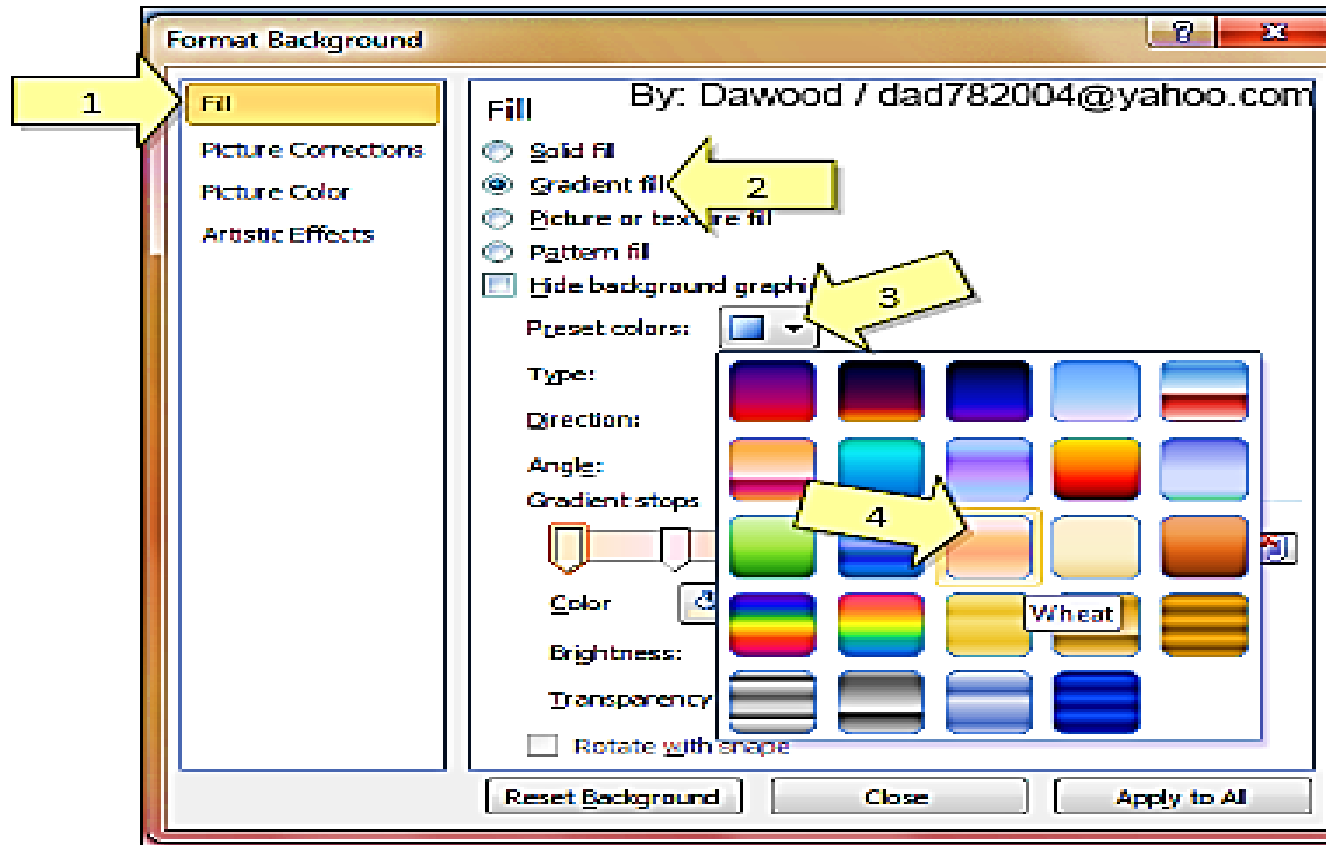 Format Background
?
1
Fill
Picture Corrections
Picture Color
Artistic Effects
Fill
By: Dawood / dad782004@yahoo.com
Solid fill
Gradient fill
2
Picture or texture fill
Pattern fill
Hide background graphi
3
Preset colors:
Type:
Direction:
Angle:
Gradient stops
4
Color
Wheat
Brightness:
Transparency
Rotate with shape
Reset Background
Close
Apply to All